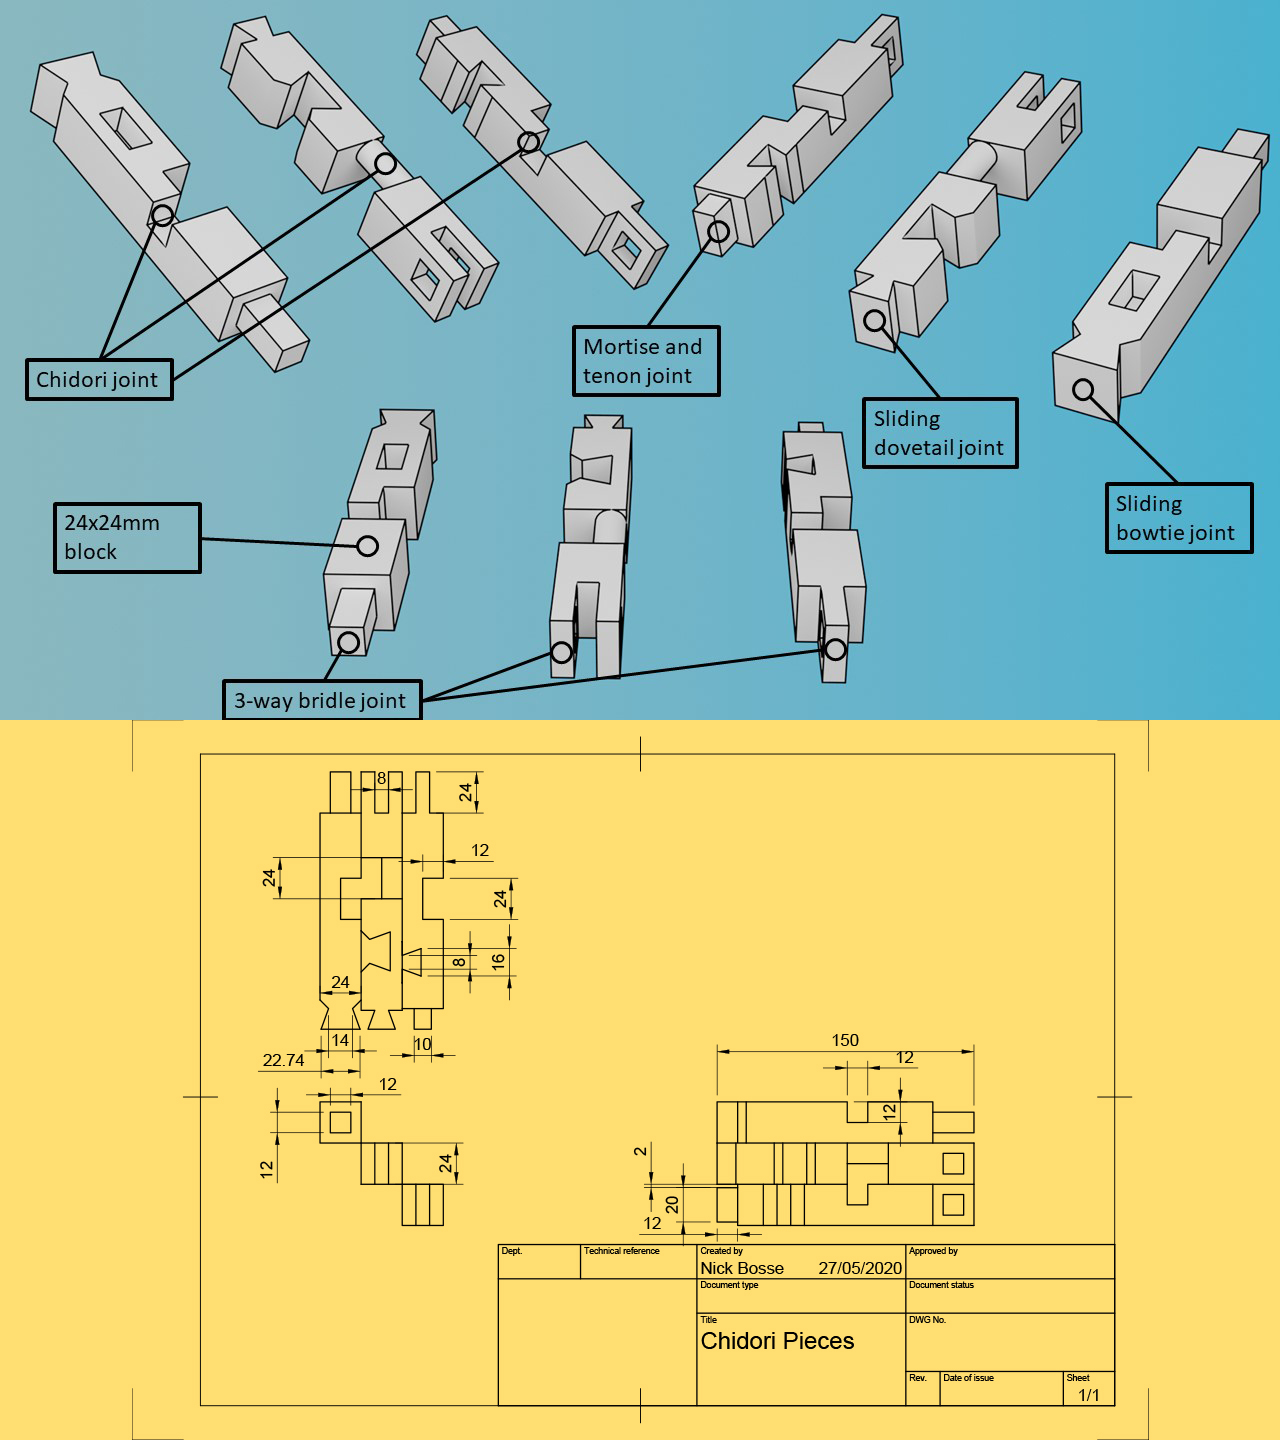 Chidori joint
Mortise and
tenon joint
Sliding
dovetail joint
Sliding
bowtie joint
24x24mm
block
3-way bridle joint
8
24
12
24
24
8
16
24
14
10
22.74
12
12
24
150
12
12
2
20
12
Dept.
Technical reference
Created by
Approved by
Nick Bosse 27/05/2020
Document type
Document status
Title
DWG No.
Chidori Pieces
Rev.
Date of issue
Sheet
1/1